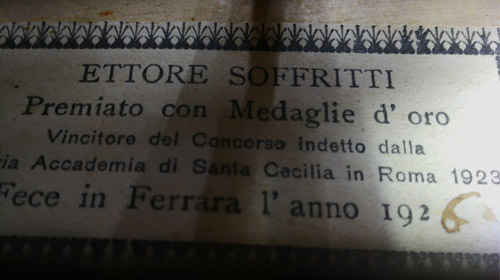 ETTORE SOFFRITTI
Premiato con Medaglie d'oro
Vincitore del Concorso indetto dalla
ia Accademia di Santa Cecilia in Roma 1923
Fece in Ferrara l'anno 1926